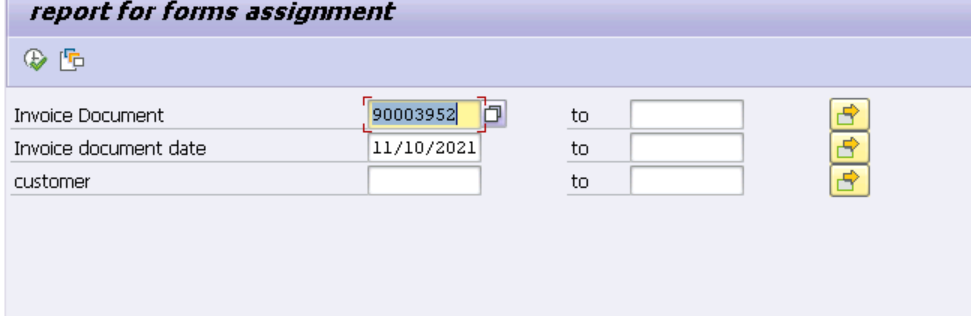 report for forms assignment
Invoice Document 90003952 to
Invoice document date 11/10/2021 to
customer to